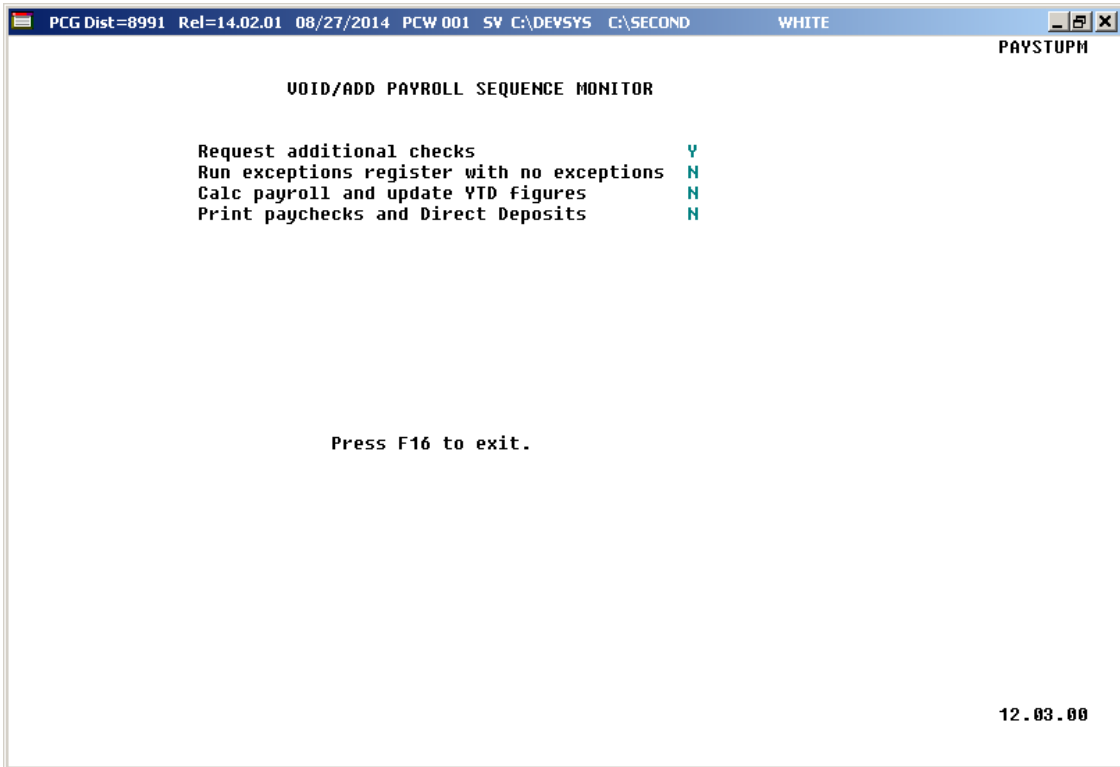 PCG Dist=8991 Rel=14.02.01 08/27/2014 PCW 001 SV C:\DEVSYS C:\SECOND WHITE
PAYSTUPM
VOID/ADD PAYROLL SEQUENCE MONITOR
Request additional checks Y
Run exceptions register with no exceptions N
Calc payroll and update YTD figures N
Print paychecks and Direct Deposits N
Press F16 to exit.
12.03.00